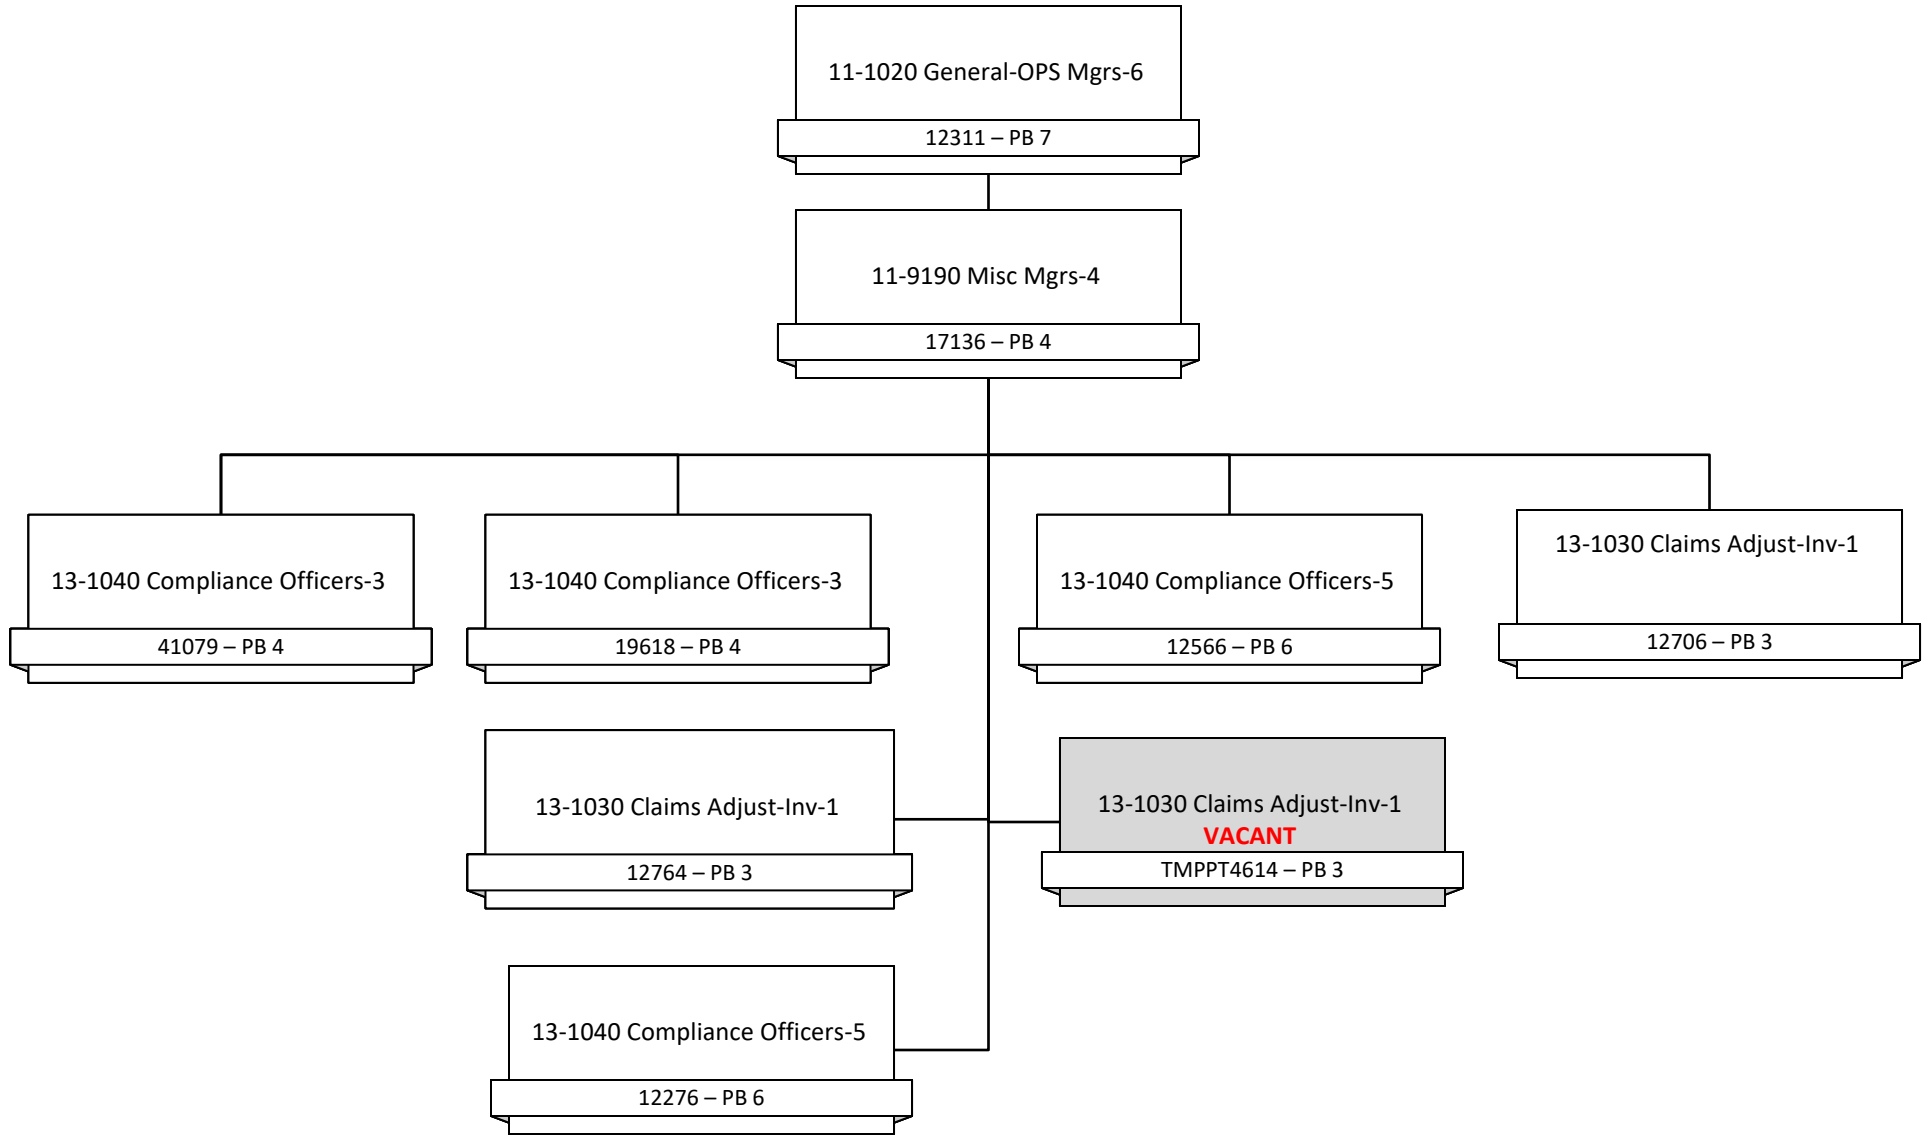 11-1020 General-OPS Mgrs-6
12311 – PB 7
11-9190 Misc Mgrs-4
17136 – PB 4
13-1040 Compliance Officers-3
41079 – PB 4
13-1040 Compliance Officers-3
19618 – PB 4
13-1040 Compliance Officers-5
12566 – PB 6
13-1030 Claims Adjust-Inv-1
12706 – PB 3
13-1030 Claims Adjust-Inv-1
12764 – PB 3
13-1030 Claims Adjust-Inv-1
VACANT
TMPPT4614 – PB 3
13-1040 Compliance Officers-5
12276 – PB 6